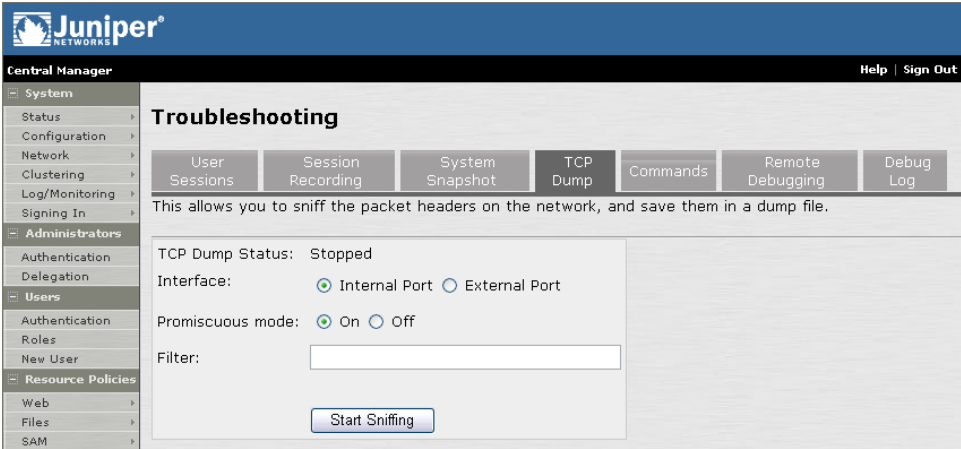 Juniper®
NETWORKS
Central Manager
Help | Sign Out
System
Status
Configuration
Network
Clustering
Log/Monitoring
Signing In
Administrators
Authentication
Delegation
Users
Authentication
Roles
New User
Resource Policies
Web
Files
SAM
Troubleshooting
User Sessions
Session Recording
System Snapshot
TCP Dump
Commands
Remote Debugging
Debug Log
This allows you to sniff the packet headers on the network, and save them in a dump file.
TCP Dump Status: Stopped
Interface: Internal Port External Port
Promiscuous mode: On Off
Filter:
Start Sniffing